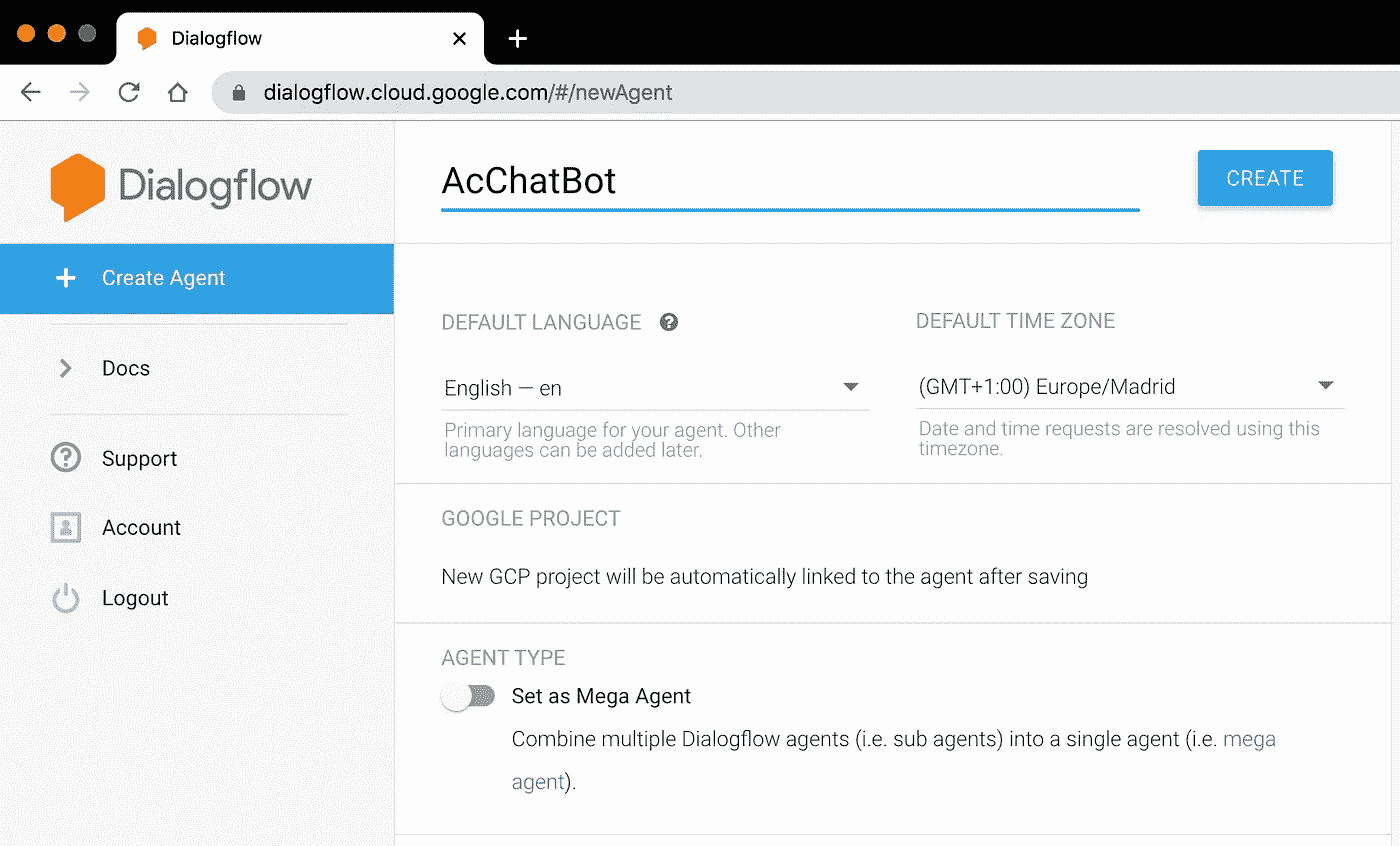 Dialogflow
dialogflow.cloud.google.com/#/newAgent
Dialogflow
Create Agent
Docs
Support
Account
Logout
AcChatBot
CREATE
DEFAULT LANGUAGE
English — en
Primary language for your agent. Other
languages can be added later.
DEFAULT TIME ZONE
(GMT+1:00) Europe/Madrid
Date and time requests are resolved using this
timezone.
GOOGLE PROJECT
New GCP project will be automatically linked to the agent after saving
AGENT TYPE
Set as Mega Agent
Combine multiple Dialogflow agents (i.e. sub agents) into a single agent (i.e. mega
agent).